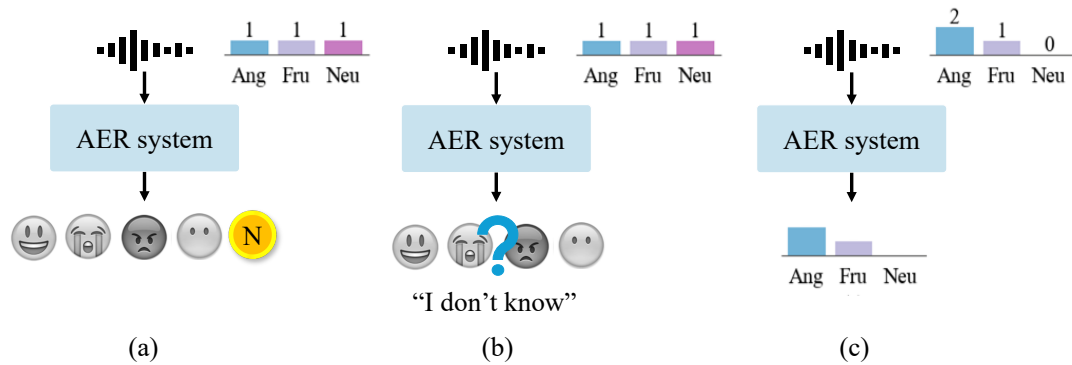 1 1 1
Ang Fru Neu
AER system
N
(a)
1 1 1
Ang Fru Neu
AER system
?
“I don’t know”
(b)
2 1 0
Ang Fru Neu
AER system
Ang Fru Neu
(c)